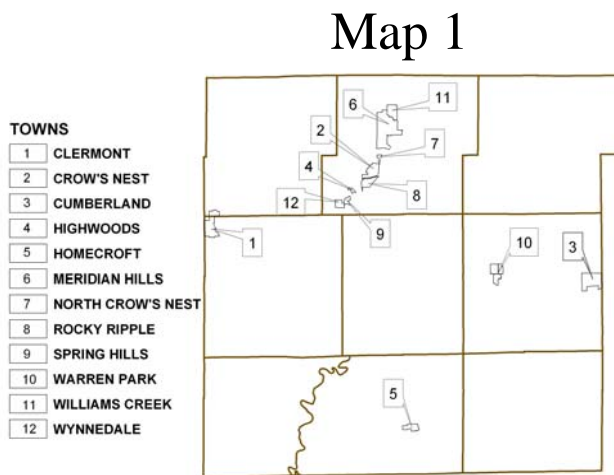 Map 1
TOWNS
1 CLERMONT
2 CROW'S NEST
3 CUMBERLAND
4 HIGHWOODS
5 HOMECROFT
6 MERIDIAN HILLS
7 NORTH CROW'S NEST
8 ROCKY RIPPLE
9 SPRING HILLS
10 WARREN PARK
11 WILLIAMS CREEK
12 WYNNEDALE
11
6
2
7
4
8
12
9
1
10
3
5